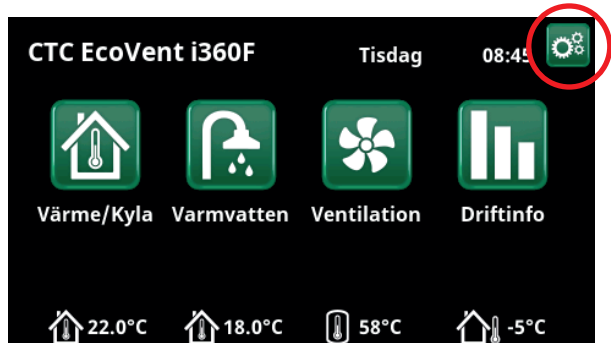 CTC EcoVent i360F Tisdag 08:45
Värme/Kyla Varmvatten Ventilation Driftinfo
22.0°C 18.0°C 58°C -5°C